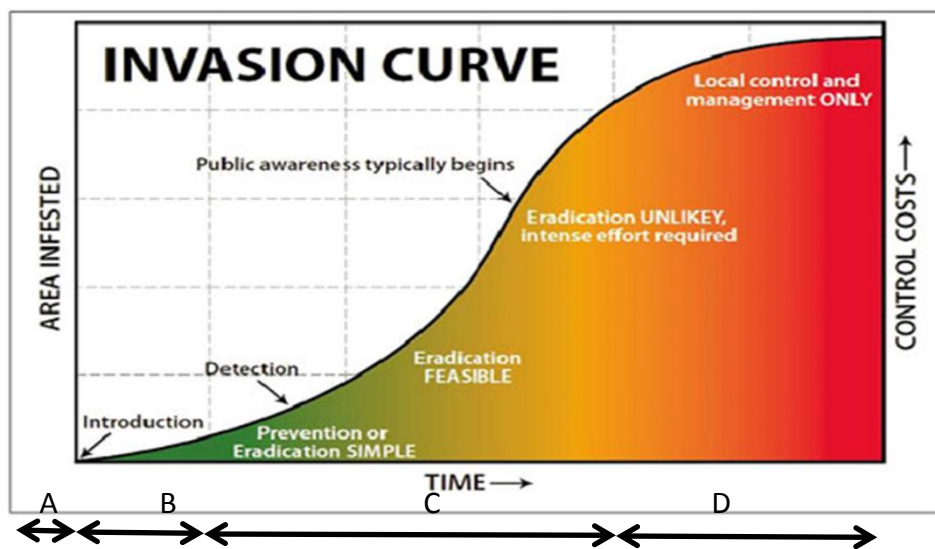 INVASION CURVE
Local control and
management ONLY
Public awareness typically begins
Eradication UNLIKEY,
intense effort required
AREA INFESTED
CONTROL COSTS
Eradication
FEASIBLE
Detection
Introduction
Prevention or
Eradication SIMPLE
TIME
A B C D